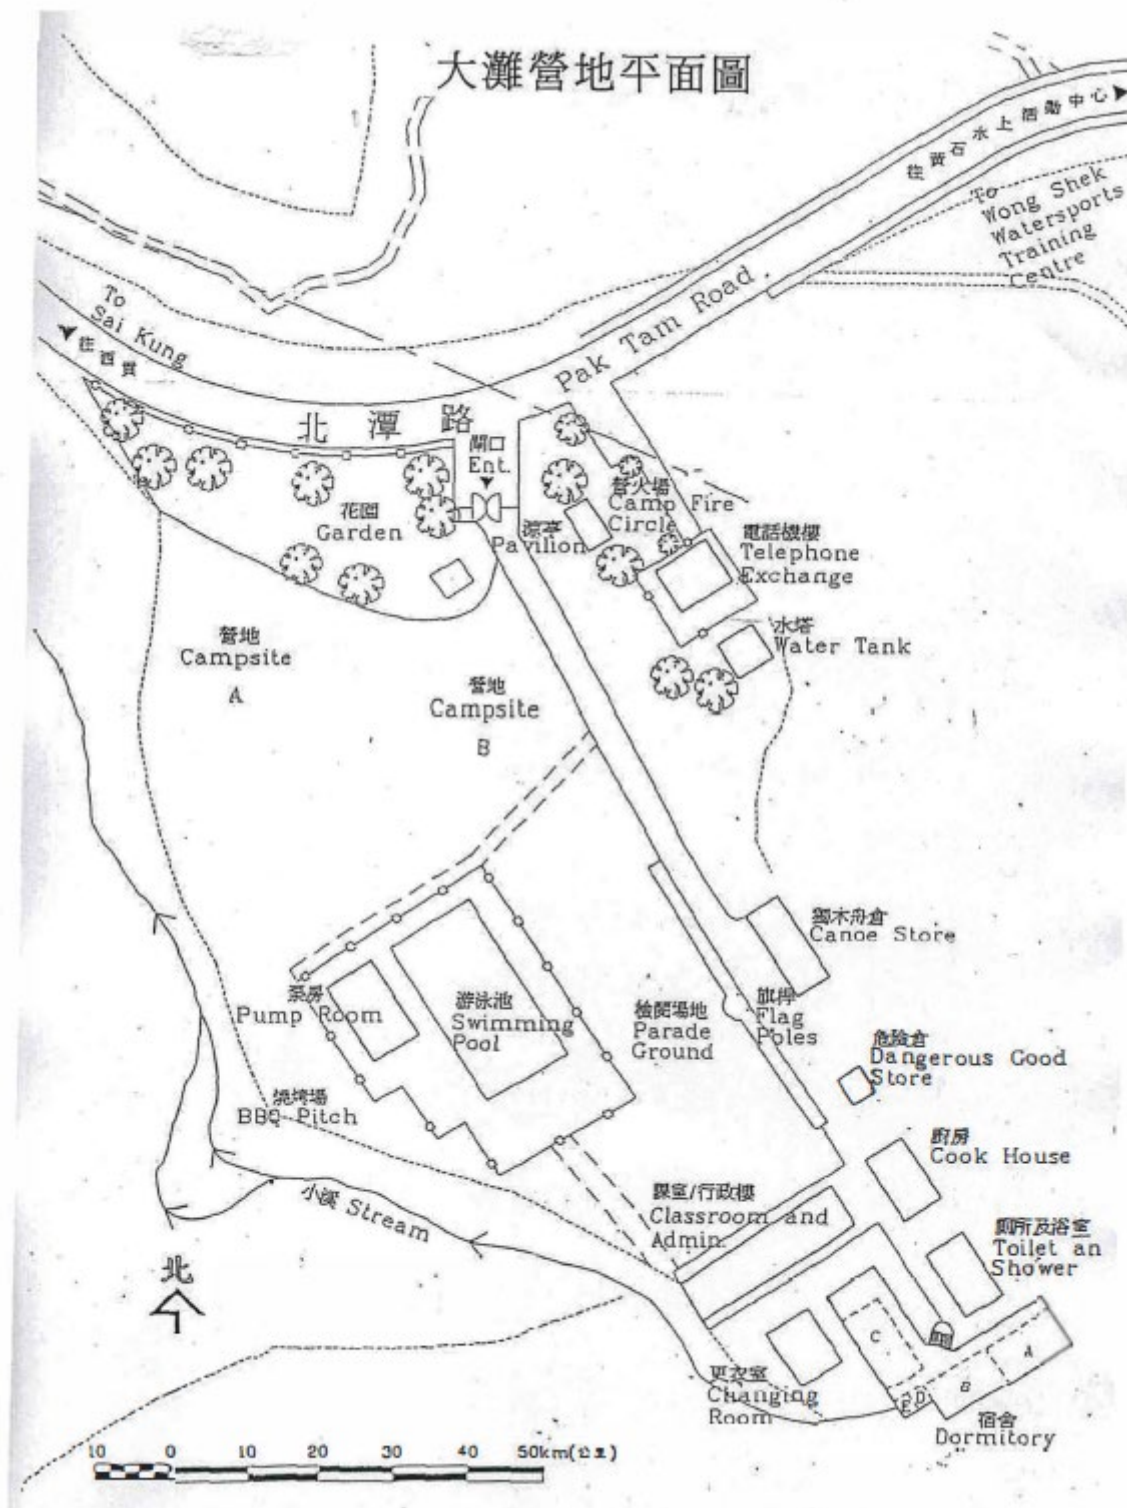 大灘營地平面圖
往黃石水上活動中心
To
Wong Shek
Watersports
Training
Centre
To
Sai Kung
往西貢
Pak Tam Road
北潭路
閘口
Ent.
花園
Garden
涼亭
Pavilion
營火場
Camp Fire
Circle
電話機樓
Telephone
Exchange
水塔
Water Tank
營地
Campsite
A
營地
Campsite
B
獨木舟倉
Canoe Store
泵房
Pump Room
游泳池
Swimming
Pool
檢閱場地
Parade
Ground
旗桿
Flag
Poles
危險倉
Dangerous Good
Store
燒烤場
BBQ Pitch
廚房
Cook House
小溪 Stream
課室/行政樓
Classroom and
Admin.
厠所及浴室
Toilet an
Shower
北
C
A
B
D
E
更衣室
Changing
Room
宿舍
Dormitory
10 0 10 20 30 40 50km(公里)